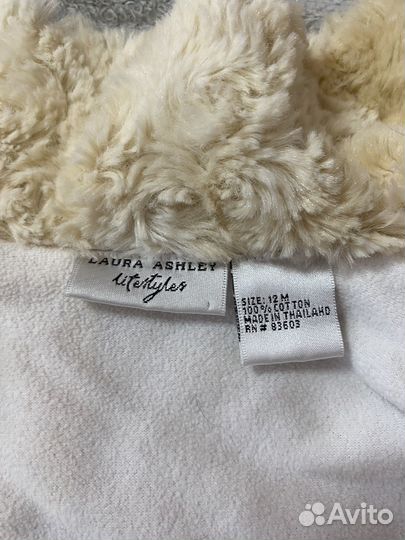 LAURA ASHLEY
lifestyles
SIZE: 12 M
100% COTTON
MADE IN THAILAND
RN # 83603
Avito